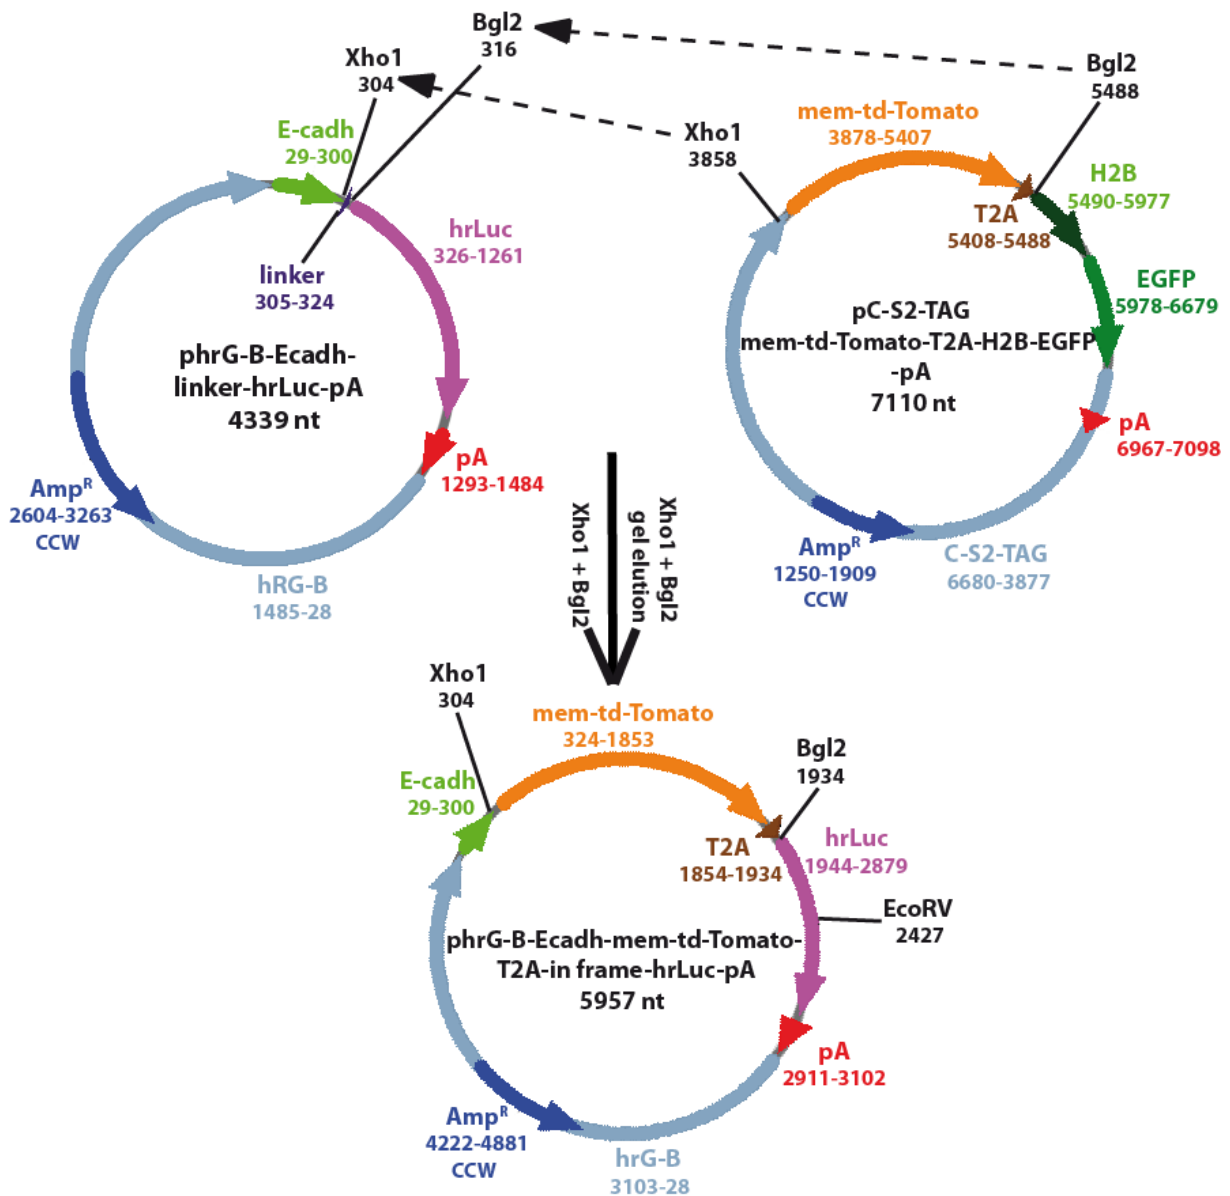 Bgl2
316
Xho1
304
E-cadh
29-300
hrLuc
326-1261
linker
305-324
phrG-B-Ecadh-
linker-hrLuc-pA
4339 nt
pA
1293-1484
Amp^R
2604-3263
CCW
hRG-B
1485-28
Bgl2
5488
Xho1
3858
mem-td-Tomato
3878-5407
H2B
5490-5977
T2A
5408-5488
EGFP
5978-6679
pC-S2-TAG
mem-td-Tomato-T2A-H2B-EGFP
-pA
7110 nt
pA
6967-7098
Amp^R
1250-1909
CCW
C-S2-TAG
6680-3877
Xho1 + Bgl2
Xho1 + Bgl2
gel elution
Xho1
304
mem-td-Tomato
324-1853
Bgl2
1934
E-cadh
29-300
T2A
1854-1934
hrLuc
1944-2879
EcoRV
2427
phrG-B-Ecadh-mem-td-Tomato-
T2A-in frame-hrLuc-pA
5957 nt
pA
2911-3102
Amp^R
4222-4881
CCW
hrG-B
3103-28